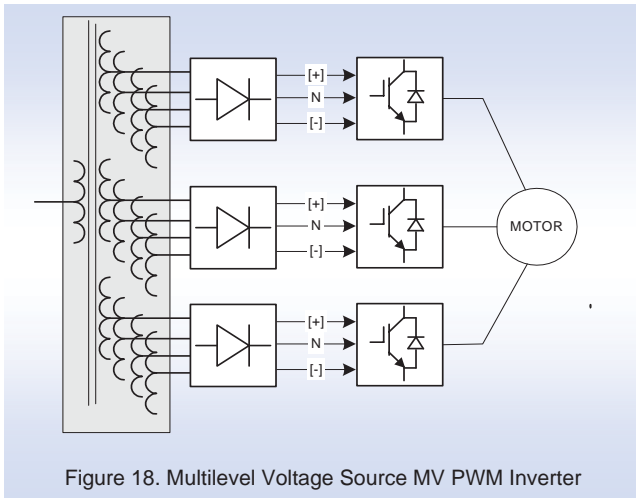 [+]
N
[-]
[+]
N
[-]
MOTOR
[+]
N
[-]
Figure 18. Multilevel Voltage Source MV PWM Inverter